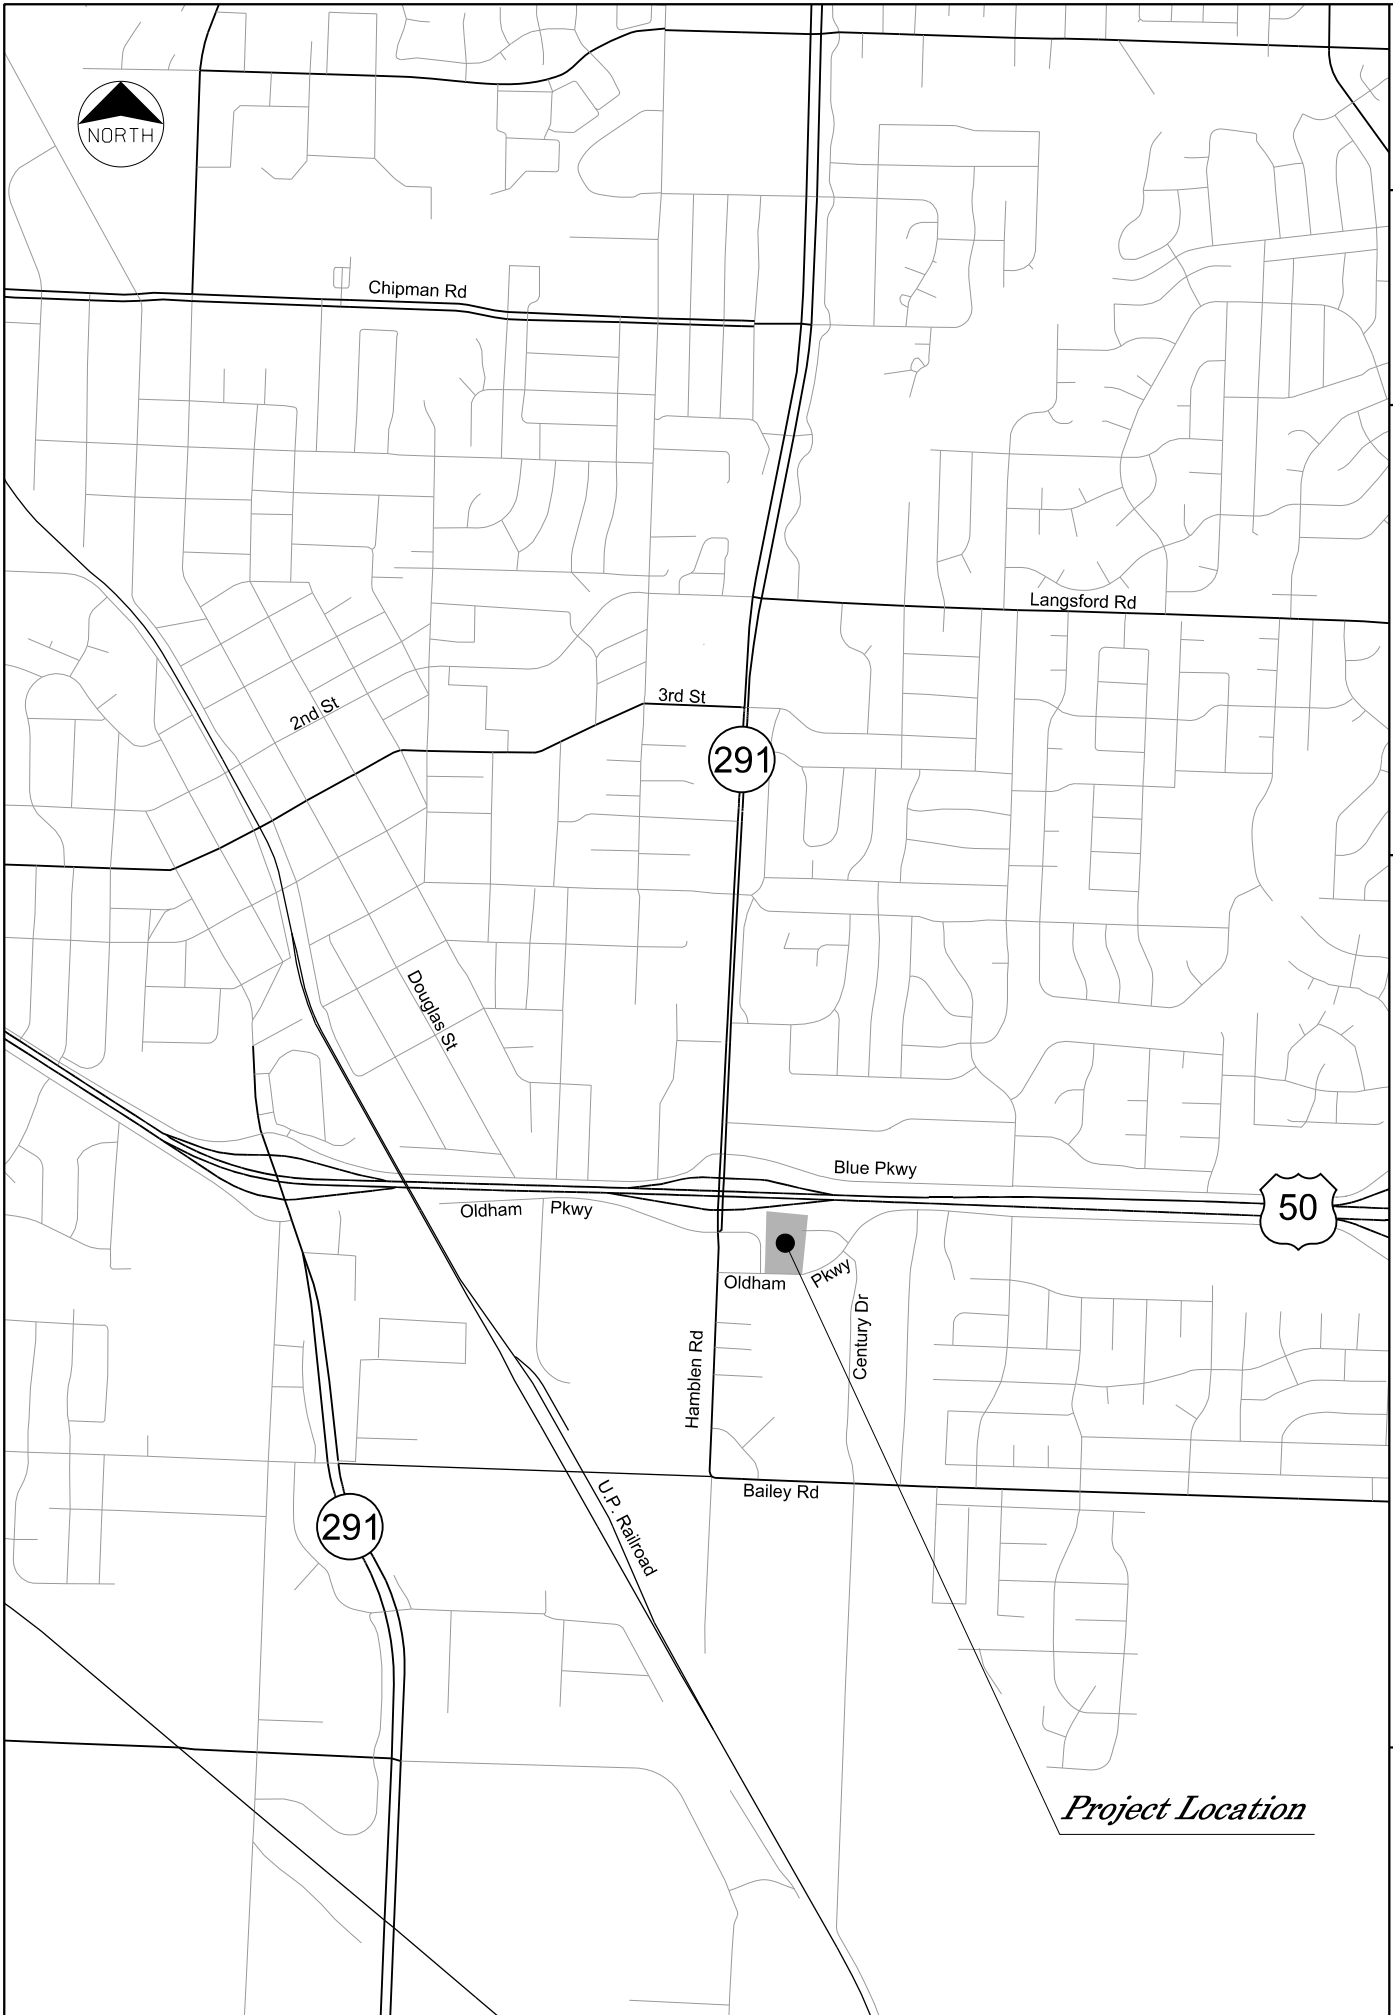 NORTH
Chipman Rd
Langsford Rd
2nd St
3rd St
291
Douglas St
Blue Pkwy
50
Oldham Pkwy
Oldham Pkwy
Century Dr
Hamblen Rd
Bailey Rd
U.P. Railroad
291
Project Location